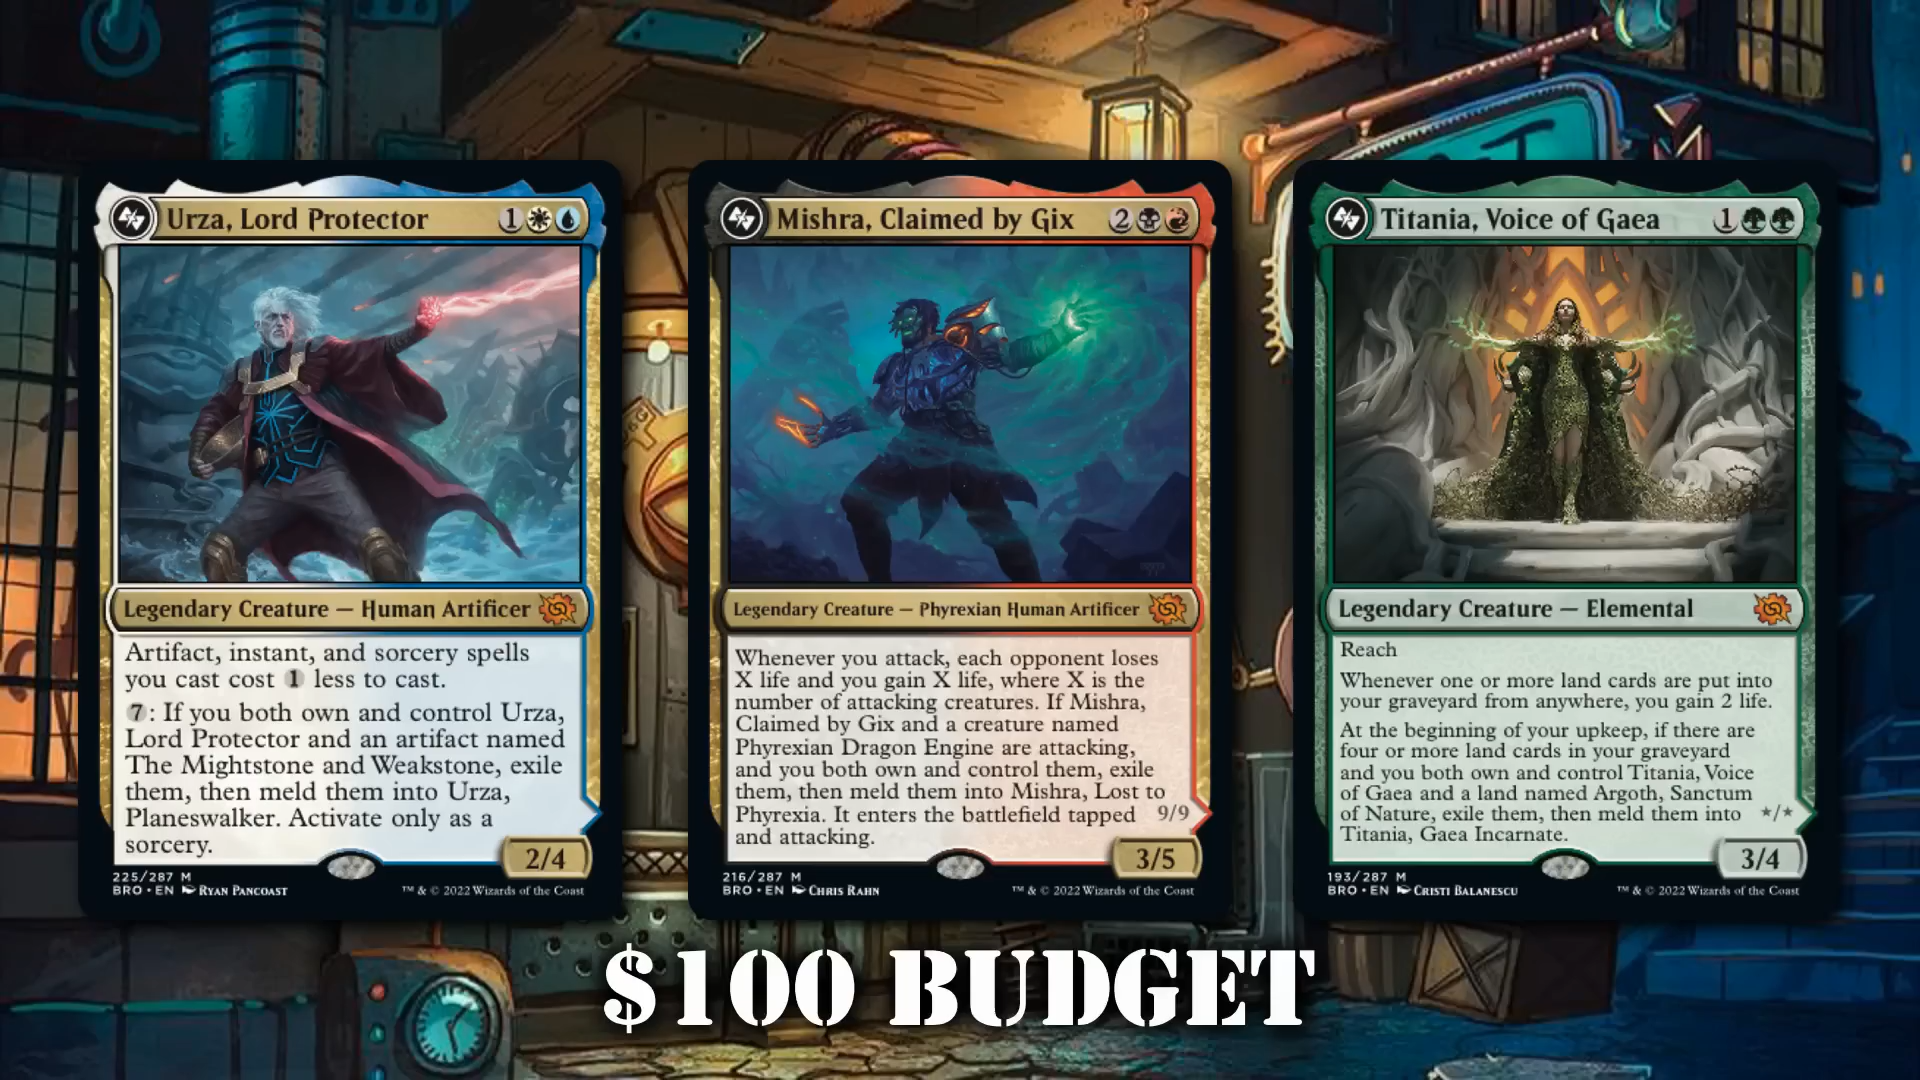 Urza, Lord Protector 1
Artifact, instant, and sorcery spells
you cast cost 1 less to cast.
7: If you both own and control Urza,
Lord Protector and an artifact named
The Mightstone and Weakstone, exile
them, then meld them into Urza,
Planeswalker. Activate only as a
sorcery.
Legendary Creature — Human Artificer
2/4
225/287 M
BRO • EN RYAN PANCOAST
™ & © 2022 Wizards of the Coast
Mishra, Claimed by Gix 2
Legendary Creature — Phyrexian Human Artificer
Whenever you attack, each opponent loses
X life and you gain X life, where X is the
number of attacking creatures. If Mishra,
Claimed by Gix and a creature named
Phyrexian Dragon Engine are attacking,
and you both own and control them, exile
them, then meld them into Mishra, Lost to
Phyrexia. It enters the battlefield tapped
and attacking.
9/9
3/5
216/287 M
BRO • EN CHRIS RAHN
™ & © 2022 Wizards of the Coast
Titania, Voice of Gaea 1
Legendary Creature — Elemental
Reach
Whenever one or more land cards are put into
your graveyard from anywhere, you gain 2 life.
At the beginning of your upkeep, if there are
four or more land cards in your graveyard
and you both own and control Titania, Voice
of Gaea and a land named Argoth, Sanctum
of Nature, exile them, then meld them into
Titania, Gaea Incarnate.
*/*
3/4
193/287 M
BRO • EN CRISTI BALANESCU
™ & © 2022 Wizards of the Coast
$100 BUDGET